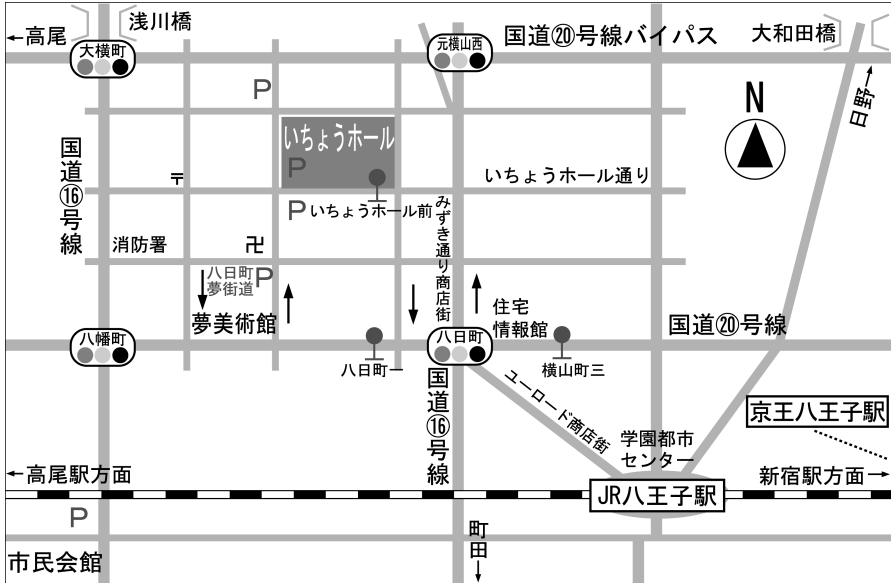 ←高尾
浅川橋
大横町
元横山西
国道⑳号線バイパス
大和田橋
日野→
P
N
国道⑯号線
いちょうホール
P
〒
いちょうホール通り
P
いちょうホール前
みずき通り商店街
消防署
卍
八日町
夢街道
P
夢美術館
住宅
情報館
国道⑳号線
八幡町
八日町一
八日町
横山町三
国道⑯号線
ユーロード商店街
京王八王子駅
学園都市
センター
←高尾駅方面
新宿駅方面→
JR八王子駅
P
市民会館
町田→